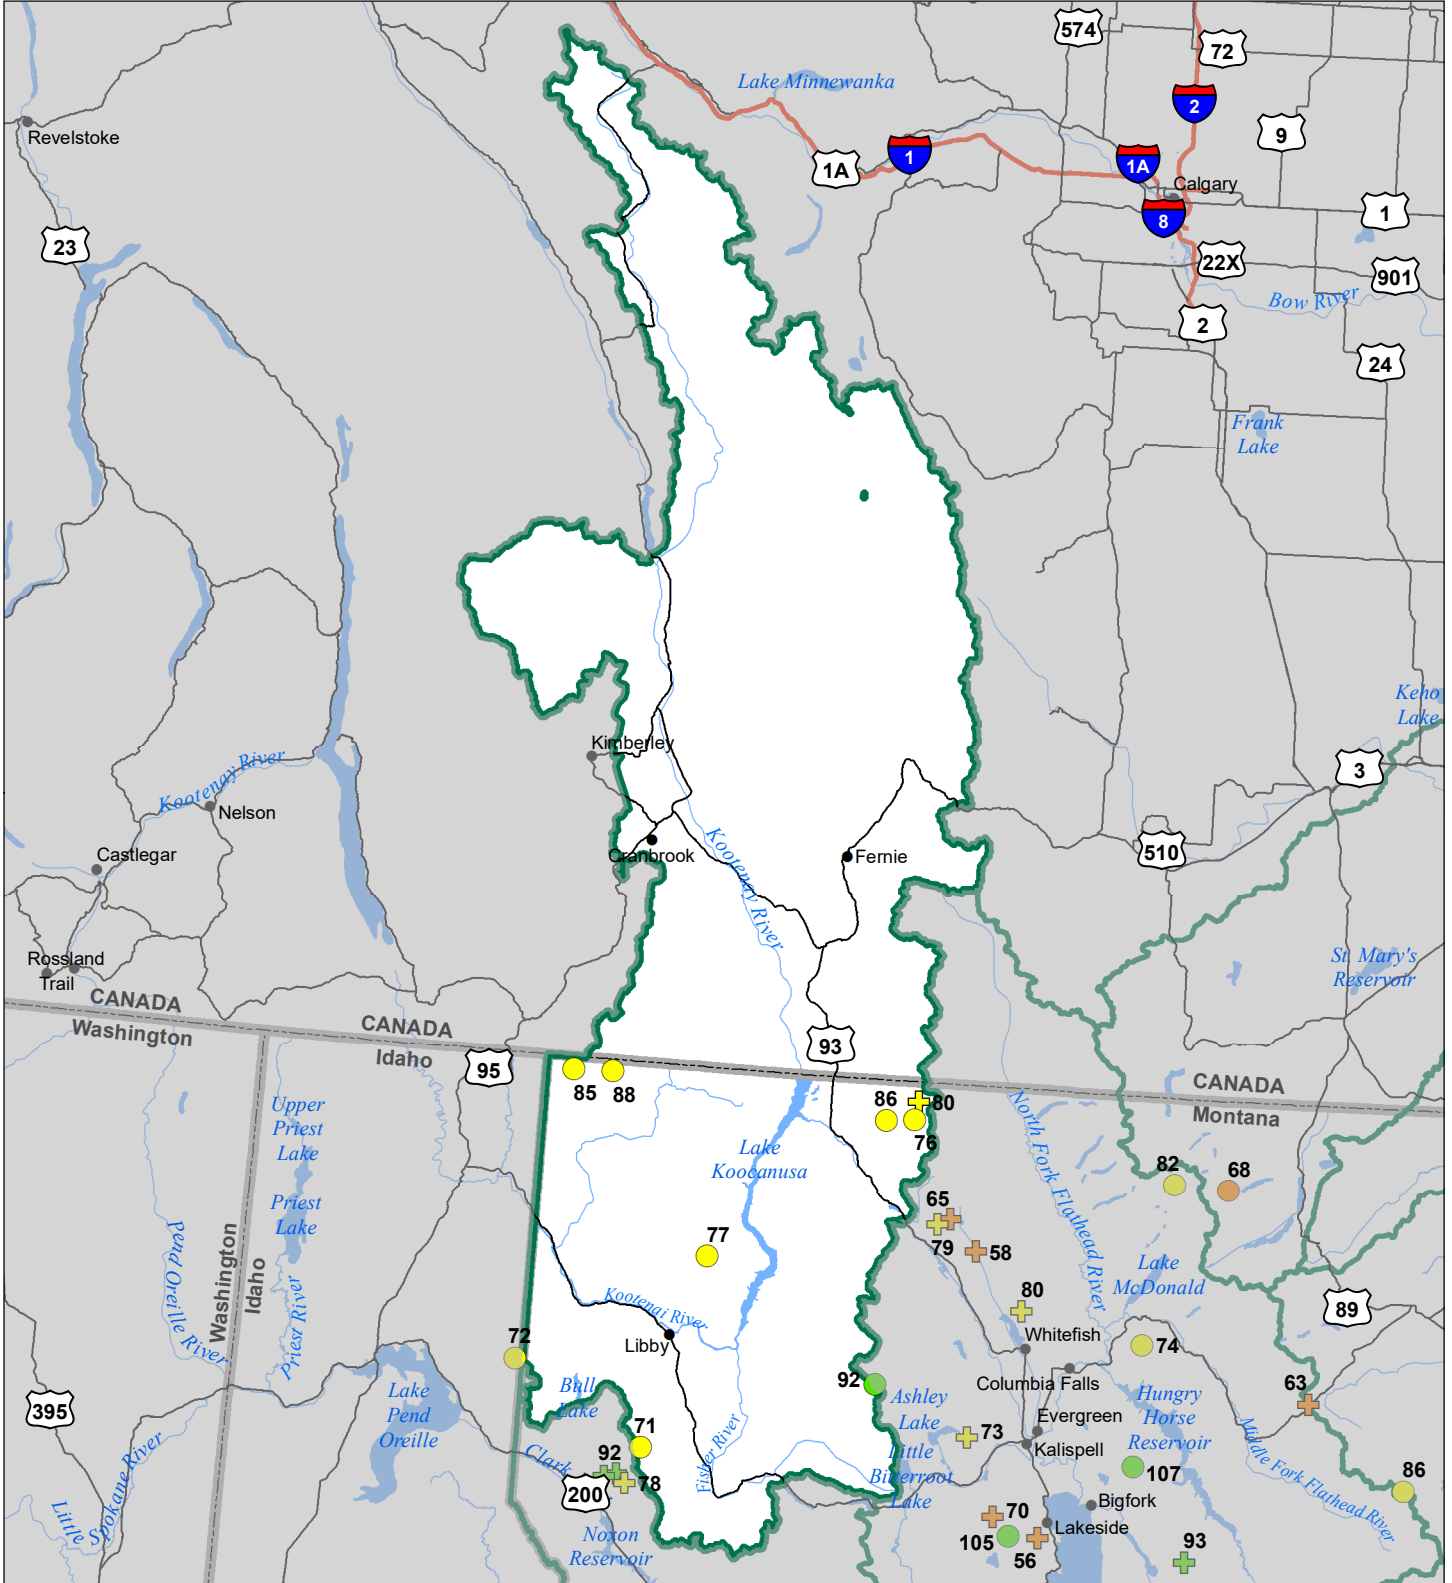 574
72
Lake Minnewanka
2
9
Revelstoke
1
1A
1A
Calgary
8
1
23
22X
901
Bow River
2
24
Frank
Lake
Keho
Lake
Kimberley
3
Kootenay River
Nelson
Kootenay River
Cranbrook
Fernie
510
Castlegar
Rossland
Trail
St. Mary's
Reservoir
CANADA
Washington
CANADA
Idaho
93
95
CANADA
Montana
85
88
86
80
76
North Fork Flathead River
Upper
Priest
Lake
Lake
Koocanusa
82
68
Priest
Lake
65
79
58
Pend Oreille River
Washington
Idaho
Priest River
77
Lake
McDonald
80
89
Kootenai River
Libby
Whitefish
72
74
Columbia Falls
92
63
395
Lake
Pend
Oreille
Bull
Lake
Ashley
Lake
Hungry
Horse
Reservoir
Evergreen
Kalispell
71
73
Middle Fork Flathead River
Clark
92
78
Fisher River
Little
Bitterroot
Lake
107
86
200
Little
Spokane River
Bigfork
70
Lakeside
105
56
93
Noxon
Reservoir